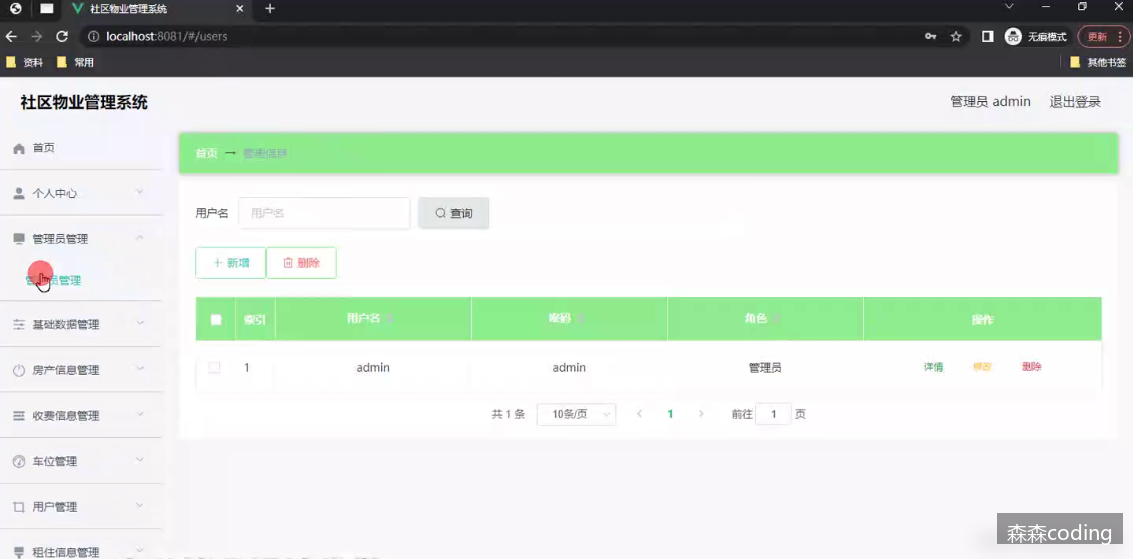 社区物业管理系统
localhost:8081/#/users
无痕模式
更新
资料
常用
其他书签
社区物业管理系统
管理员 admin
退出登录
首页
首页 → 管理信息
个人中心
用户名
用户名
查询
管理员管理
+ 新增
删除
管理员管理
基础数据管理
索引
用户名
密码
角色
操作
房产信息管理
1
admin
admin
管理员
详情
修改
删除
收费信息管理
共 1 条
10条/页
1
前往
1
页
车位管理
用户管理
租住信息管理
森森coding